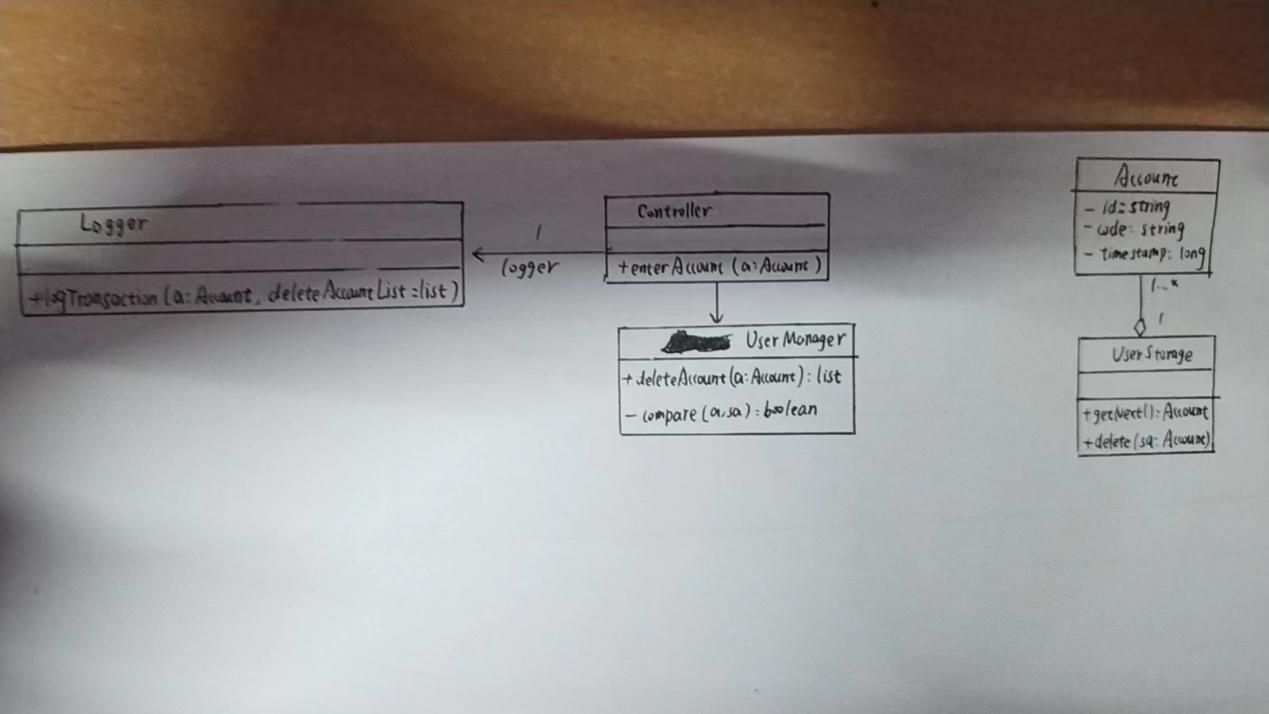 Logger
+logTransaction(a: Account, deleteAccountList: list)
1
logger
Controller
+enterAccount (a: Account)
UserManager
+ deleteAccount(a: Account): list
- compare(a, sa): boolean
Account
- id: string
- code: string
- timestamp: long
1..*
1
UserStorage
+getNext(): Account
+delete(sa: Account)